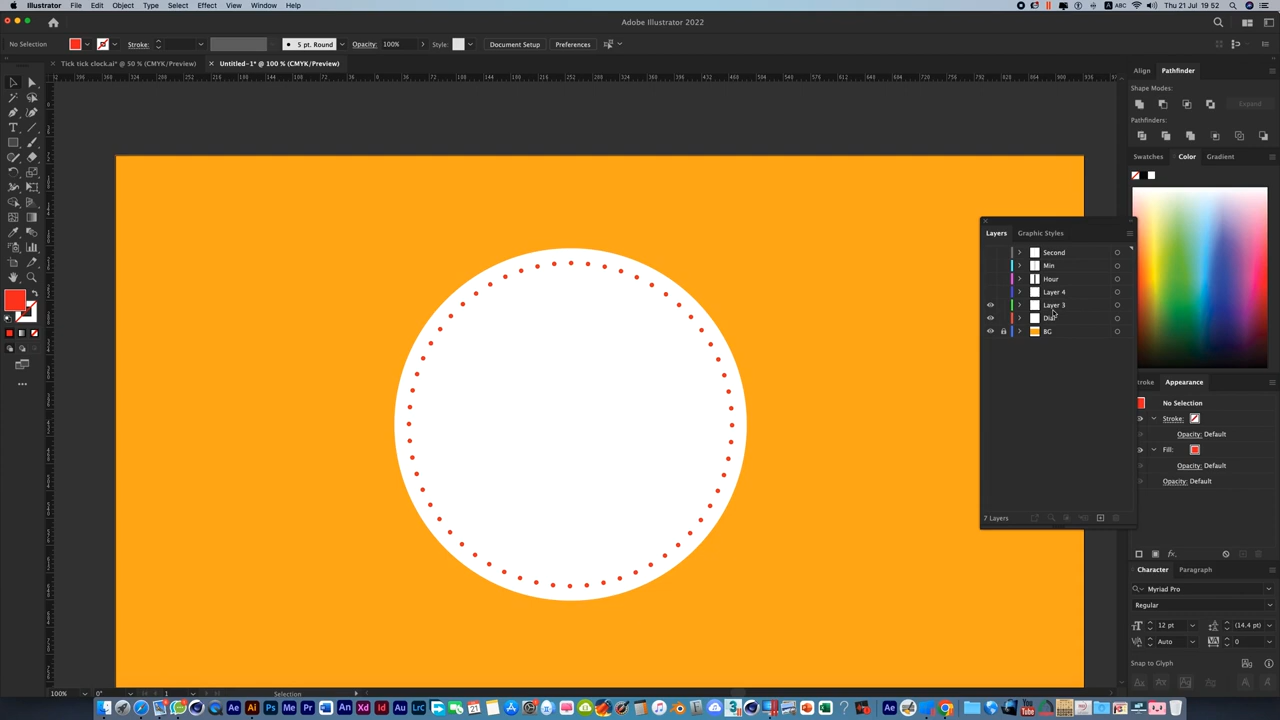 Illustrator File Edit Object Type Select Effect View Window Help ABC Thu 21 Jul 19 52
Adobe Illustrator 2022
No Selection Stroke: 5 pt. Round Opacity: 100% Style: Document Setup Preferences
Tick tick clock.ai* @ 50 % (CMYK/Preview) Untitled-1* @ 100 % (CMYK/Preview)
Align Pathfinder
Shape Modes:
Expand
Pathfinders:
Swatches Color Gradient
Layers Graphic Styles
Second
Min
Hour
Layer 4
Layer 3
BG
7 Layers
Stroke Appearance
No Selection
Stroke:
Opacity: Default
Fill:
Opacity: Default
Opacity: Default
Character Paragraph
Myriad Pro
Regular
12 pt (14.4 pt)
Auto 0
Snap to Glyph
100% 0° 1 Selection